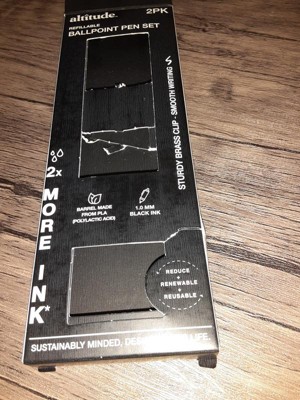 altitude.
2PK
REFILLABLE
BALLPOINT PEN SET
STURDY BRASS CLIP - SMOOTH WRITING
2x
MORE INK*
BARREL MADE
FROM PLA
(POLYLACTIC ACID)
1.0 MM
BLACK INK
REDUCE
+
RENEWABLE
+
REUSABLE
SUSTAINABLY MINDED,
LIFE.